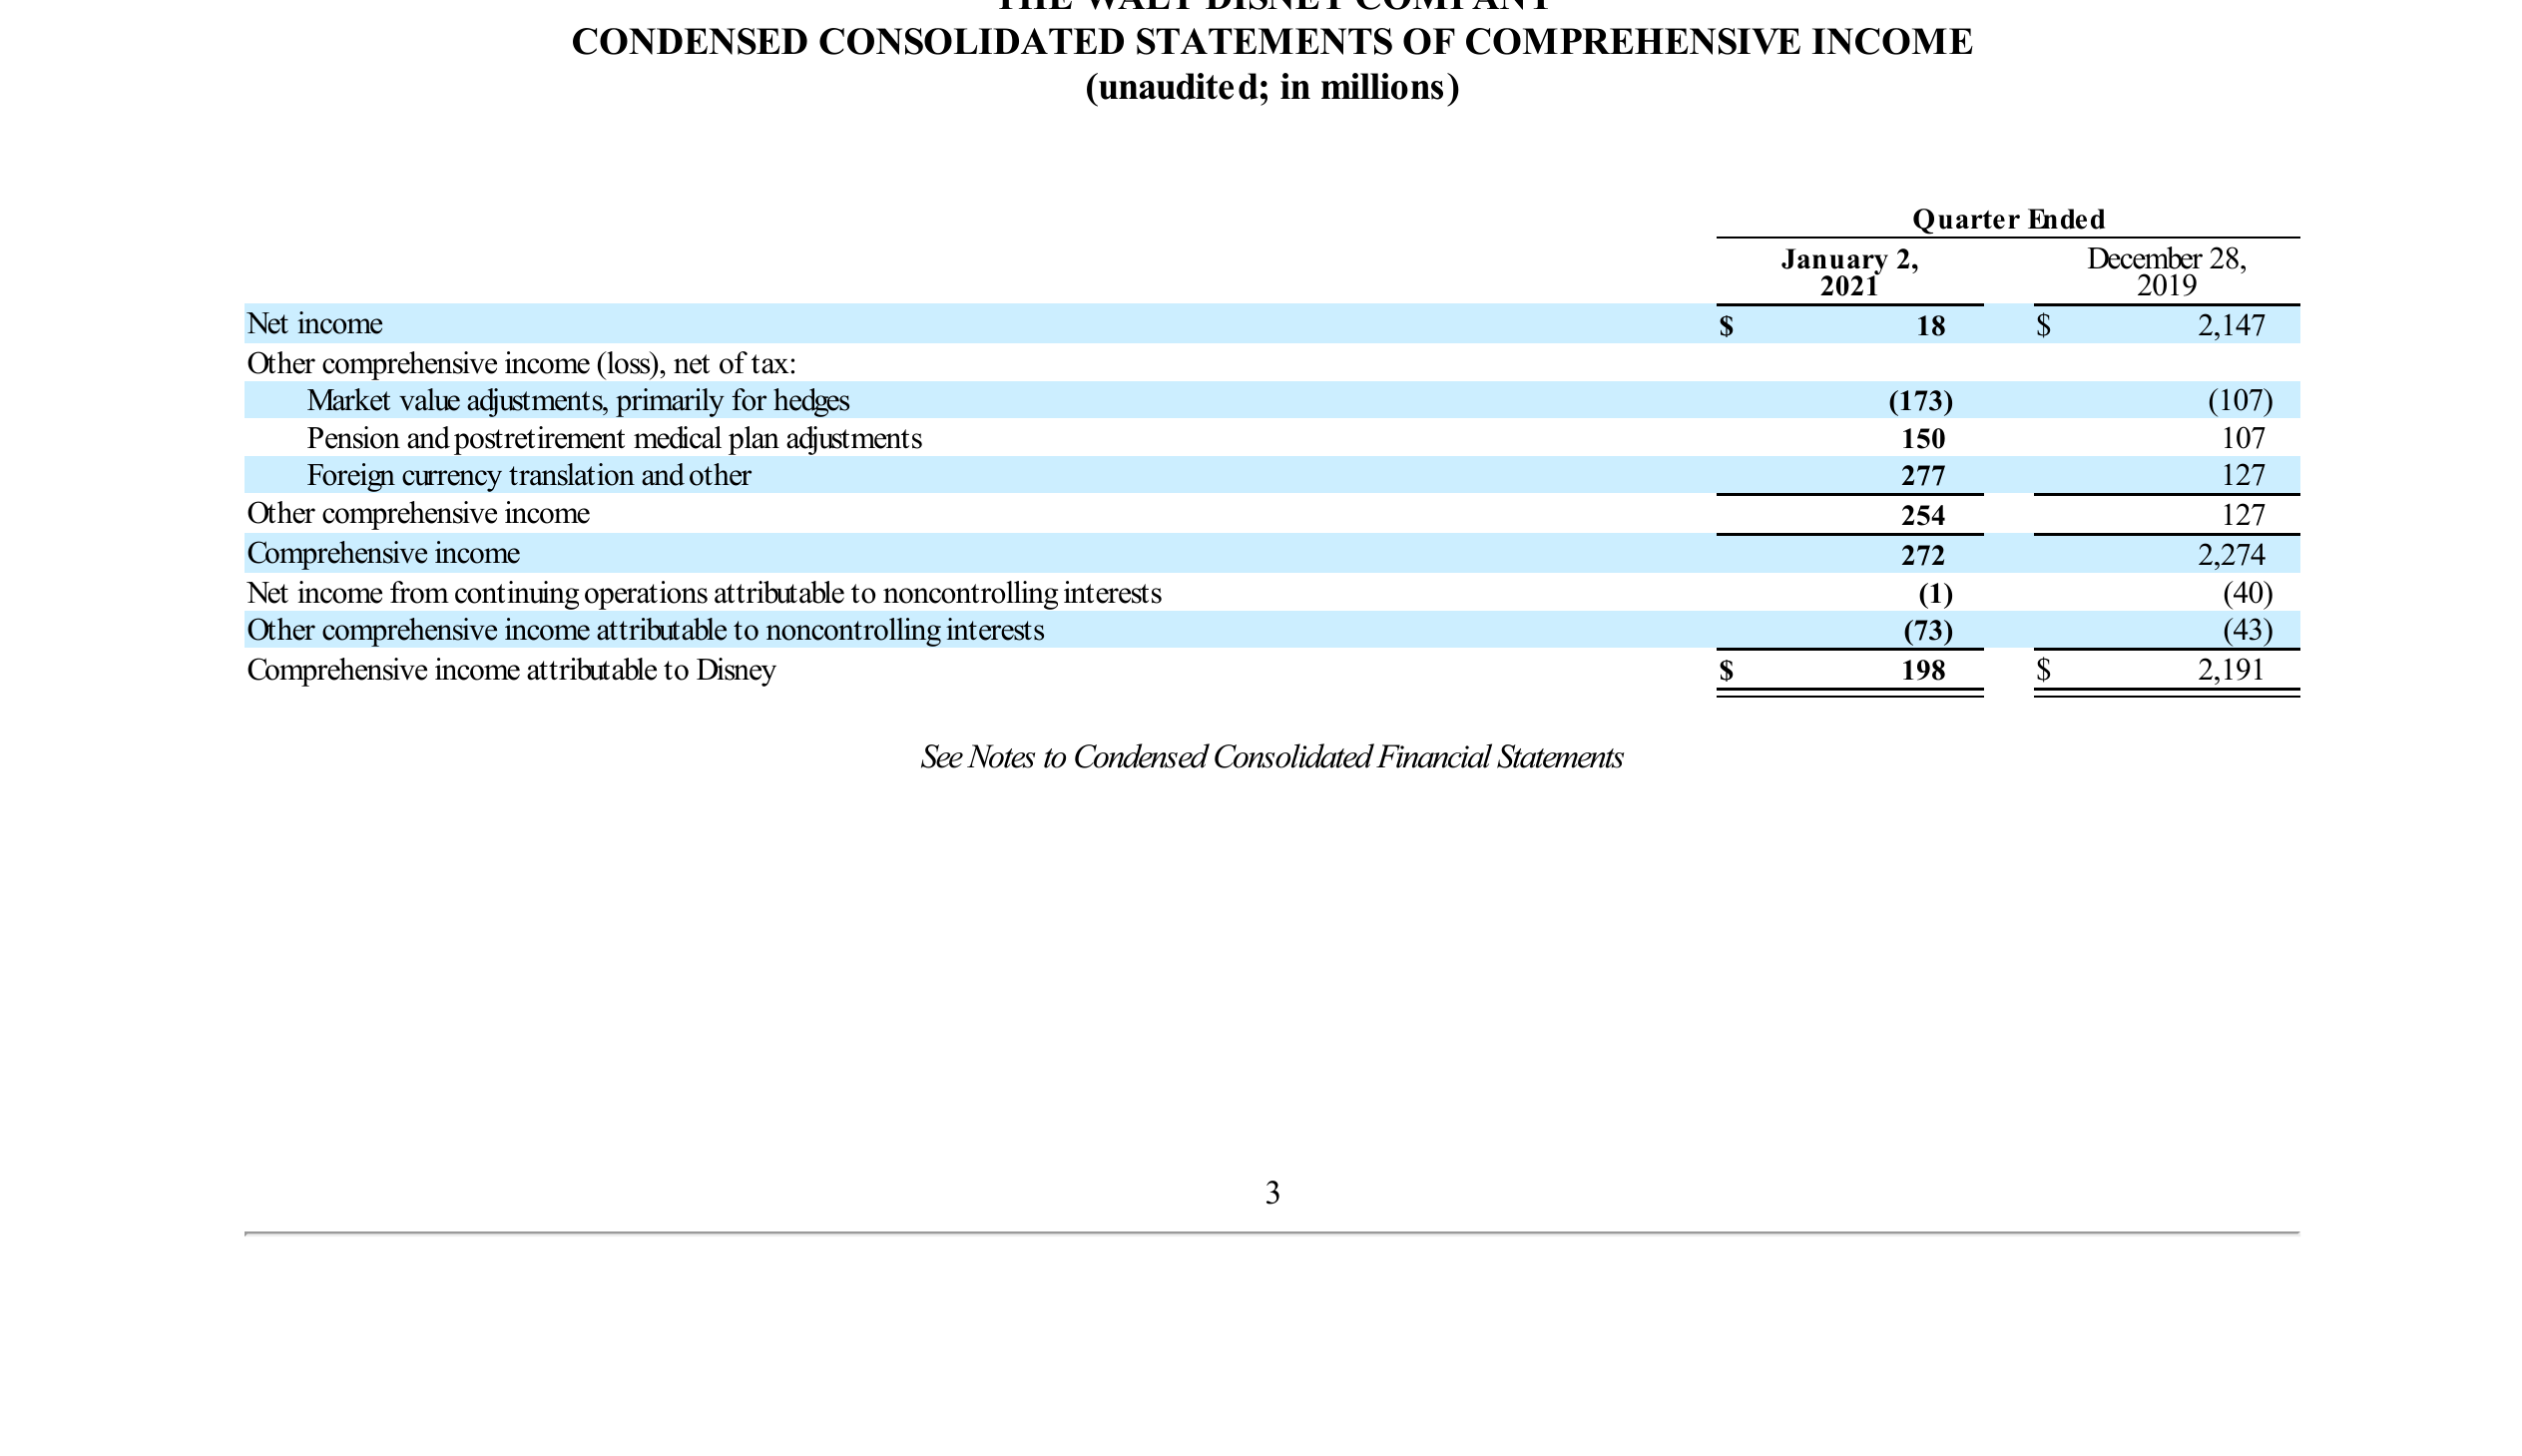 THE WALT DISNEY COMPANY
CONDENSED CONSOLIDATED STATEMENTS OF COMPREHENSIVE INCOME
(unaudited; in millions)
Quarter Ended
January 2, 2021 December 28, 2019
Net income $ 18 $ 2,147
Other comprehensive income (loss), net of tax:
Market value adjustments, primarily for hedges (173) (107)
Pension and postretirement medical plan adjustments 150 107
Foreign currency translation and other 277 127
Other comprehensive income 254 127
Comprehensive income 272 2,274
Net income from continuing operations attributable to noncontrolling interests (1) (40)
Other comprehensive income attributable to noncontrolling interests (73) (43)
Comprehensive income attributable to Disney $ 198 $ 2,191
See Notes to Condensed Consolidated Financial Statements
3